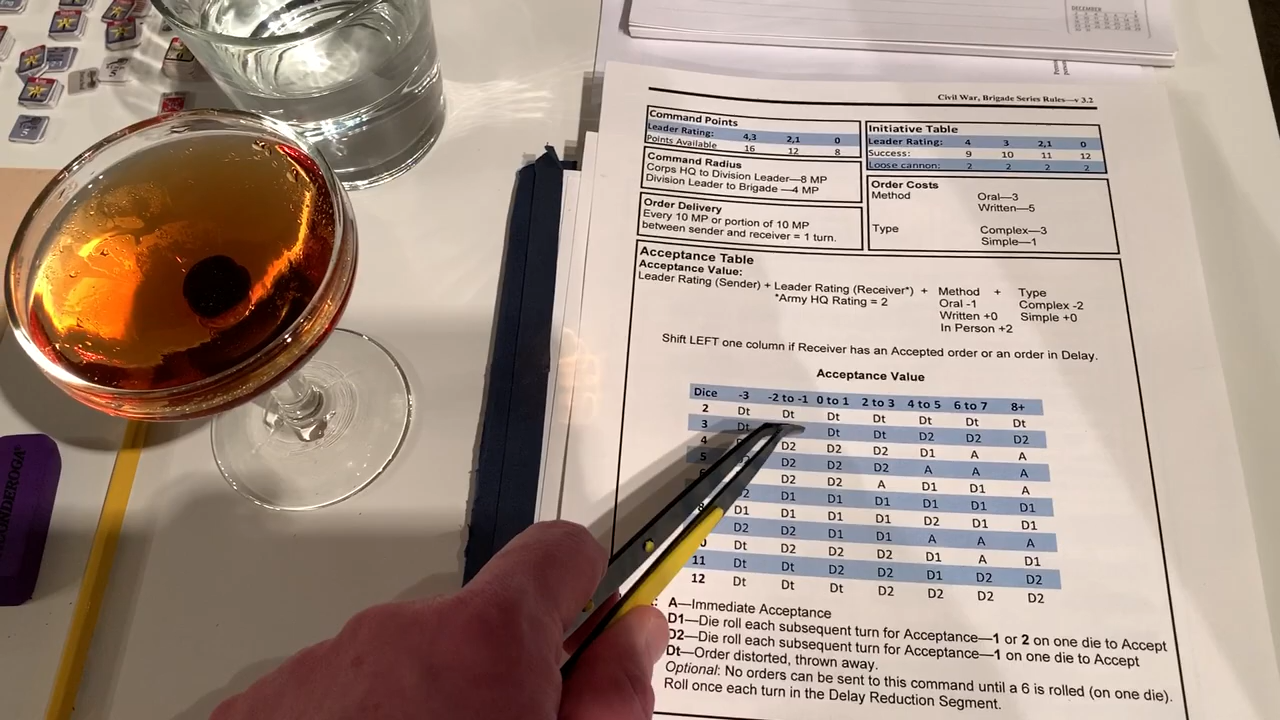 DECEMBER
Civil War, Brigade Series Rules—v 3.2
Command Points
Leader Rating: 4,3 2,1 0
Points Available 16 12 8
Command Radius
Corps HQ to Division Leader—8 MP
Division Leader to Brigade —4 MP
Order Delivery
Every 10 MP or portion of 10 MP
between sender and receiver = 1 turn.
Initiative Table
Leader Rating: 4 3 2,1 0
Success: 9 10 11 12
Loose cannon: 2 2 2 2
Order Costs
Method Oral—3
Written—5
Type Complex—3
Simple—1
Acceptance Table
Acceptance Value:
Leader Rating (Sender) + Leader Rating (Receiver*) + Method + Type
*Army HQ Rating = 2 Oral -1 Complex -2
Written +0 Simple +0
In Person +2
Shift LEFT one column if Receiver has an Accepted order or an order in Delay.
Acceptance Value
Dice -3 -2 to -1 0 to 1 2 to 3 4 to 5 6 to 7 8+
2 Dt Dt Dt Dt Dt Dt Dt
3 Dt Dt Dt D2 D2 D2
4 D2 D2 D2 D1 A A
5 D2 D2 D2 A A A
D2 D2 A D1 D1 A
D1 D1 D1 D1 D1 D1
D1 D1 D1 D1 D2 D1 D1
D2 D2 D1 D1 A A A
Dt D2 D2 D2 D1 A D1
11 Dt Dt D2 D2 D1 D2 D2
12 Dt Dt Dt D2 D2 D2 D2
A—Immediate Acceptance
D1—Die roll each subsequent turn for Acceptance—1 or 2 on one die to Accept
D2—Die roll each subsequent turn for Acceptance—1 on one die to Accept
Dt—Order distorted, thrown away.
Optional: No orders can be sent to this command until a 6 is rolled (on one die).
Roll once each turn in the Delay Reduction Segment.